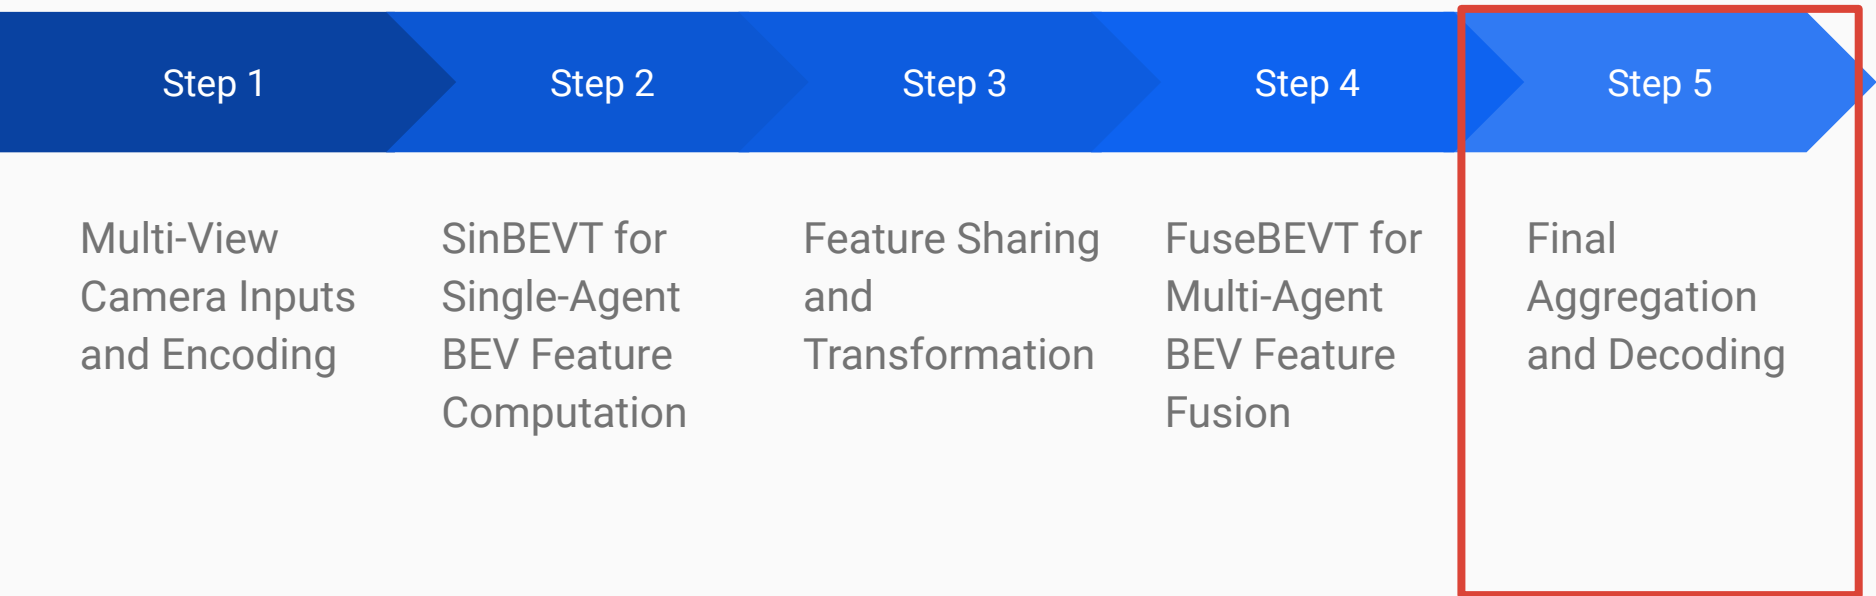 Step 1
Step 2
Step 3
Step 4
Step 5
Multi-View
Camera Inputs
and Encoding
SinBEVT for
Single-Agent
BEV Feature
Computation
Feature Sharing
and
Transformation
FuseBEVT for
Multi-Agent
BEV Feature
Fusion
Final
Aggregation
and Decoding